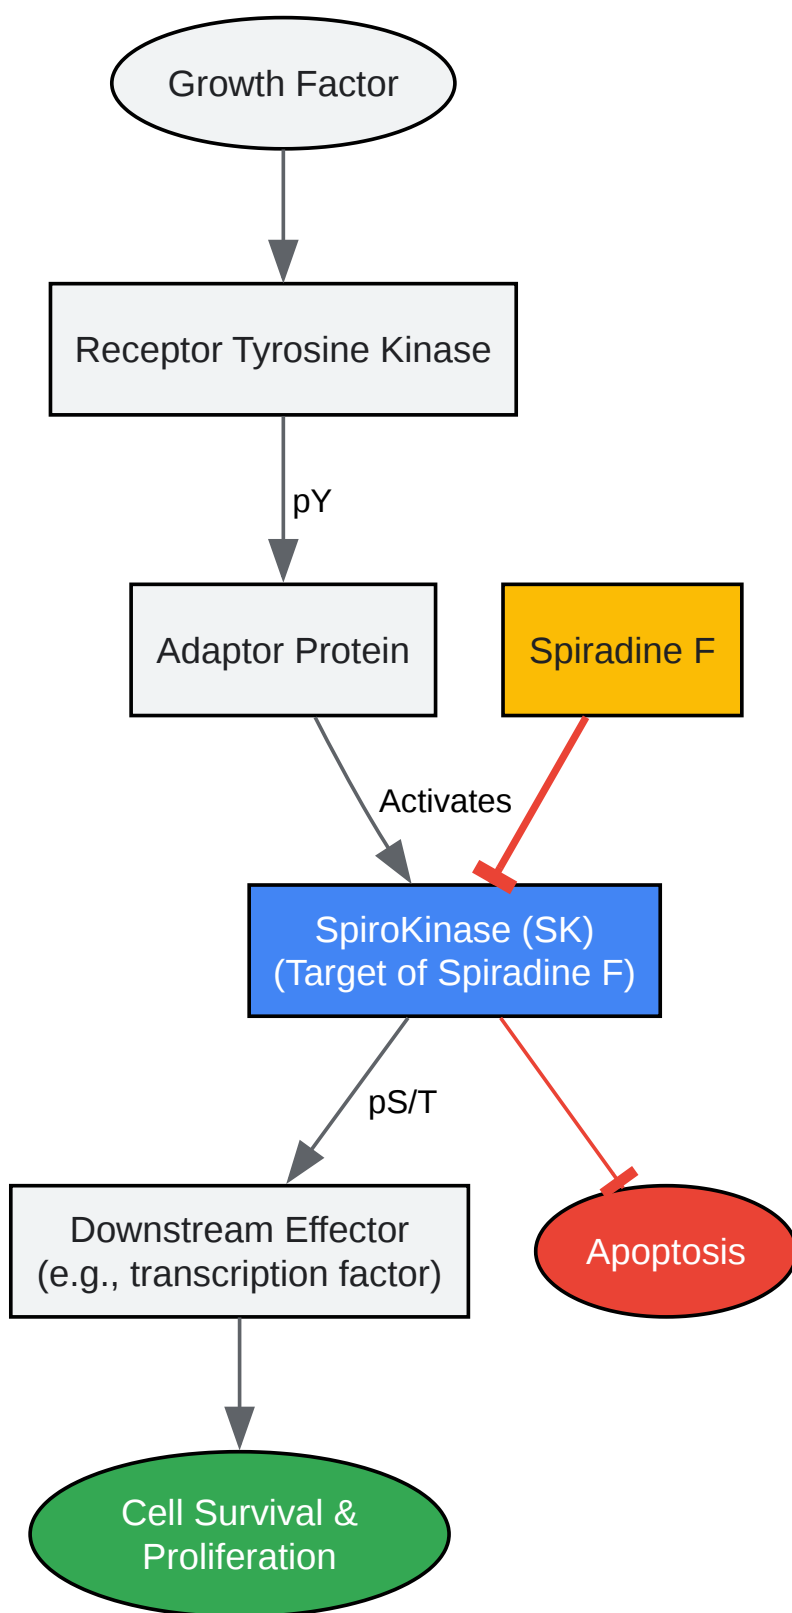 Growth Factor
Receptor Tyrosine Kinase
pY
Adaptor Protein
Spiradine F
Activates
SpiroKinase (SK)
(Target of Spiradine F)
pS/T
Downstream Effector
(e.g., transcription factor)
Apoptosis
Cell Survival &
Proliferation